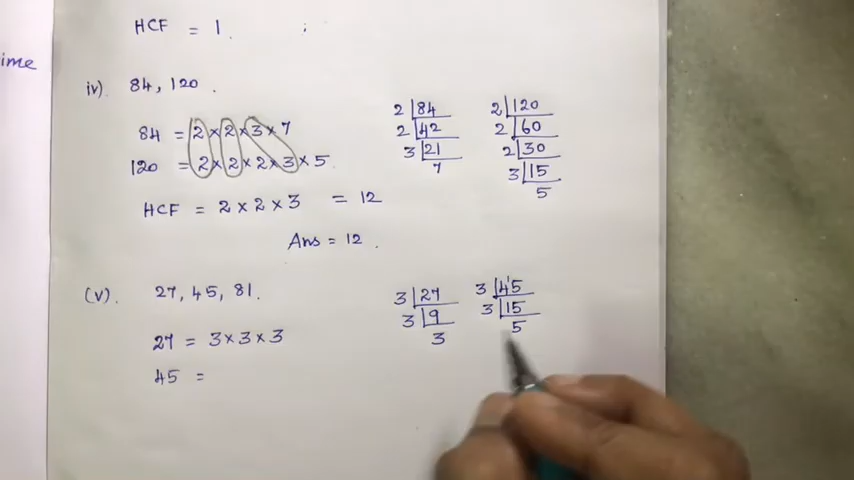 HCF = 1.
ime
iv). 84, 120.
84 = 2 × 2 × 3 × 7
120 = 2 × 2 × 2 × 3 × 5
HCF = 2 × 2 × 3 = 12
Ans = 12.
2 | 84
2 | 42
3 | 21
7
2 | 120
2 | 60
2 | 30
3 | 15
5
(v). 27, 45, 81.
27 = 3 × 3 × 3
45 =
3 | 27
3 | 9
3
3 | 4¹5
3 | 15
5